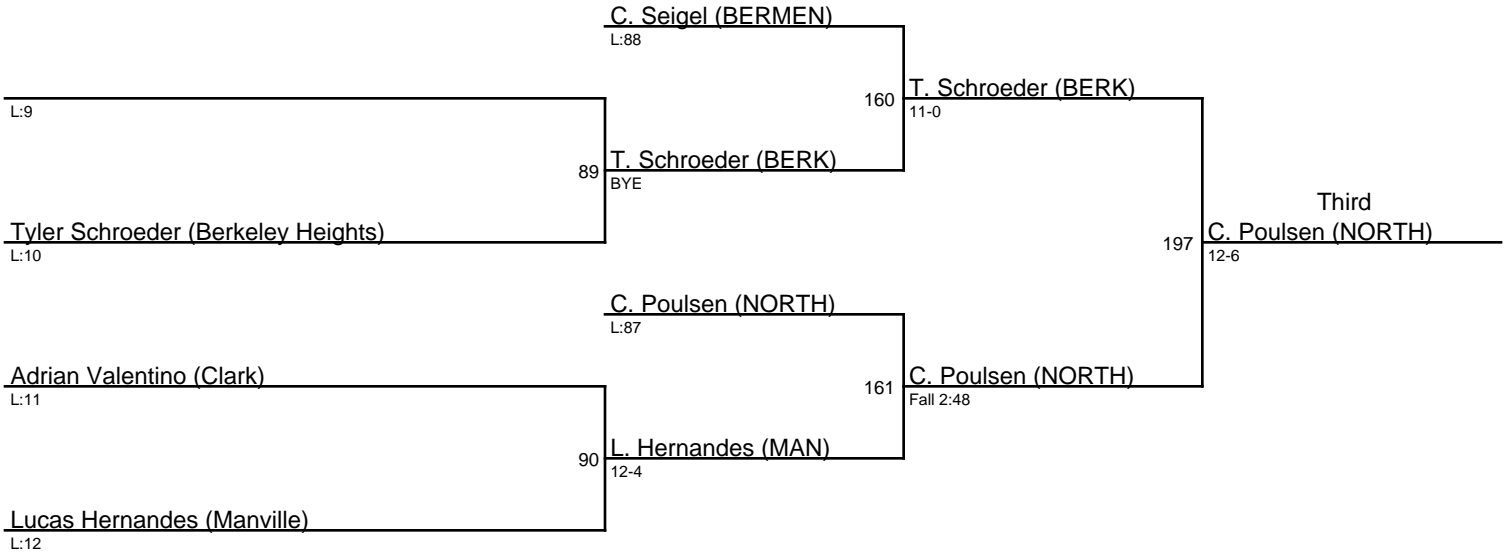 C. Seigel (BERMEN)
L:88
L:9
160
T. Schroeder (BERK)
11-0
89
T. Schroeder (BERK)
BYE
Tyler Schroeder (Berkeley Heights)
L:10
Third
197
C. Poulsen (NORTH)
12-6
C. Poulsen (NORTH)
L:87
Adrian Valentino (Clark)
L:11
161
C. Poulsen (NORTH)
Fall 2:48
90
L. Hernandes (MAN)
12-4
Lucas Hernandes (Manville)
L:12